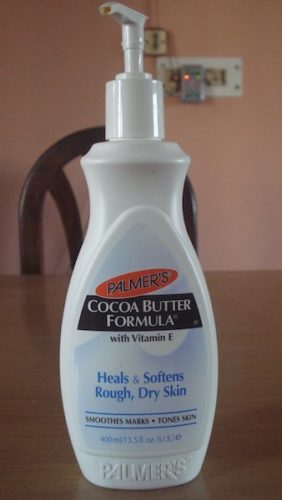 PALMER'S®
COCOA BUTTER
FORMULA®
with Vitamin E
Heals & Softens
Rough, Dry Skin
SMOOTHES MARKS • TONES SKIN
400ml/13.5 fl. oz. (U.S.) ℮
PALMER'S